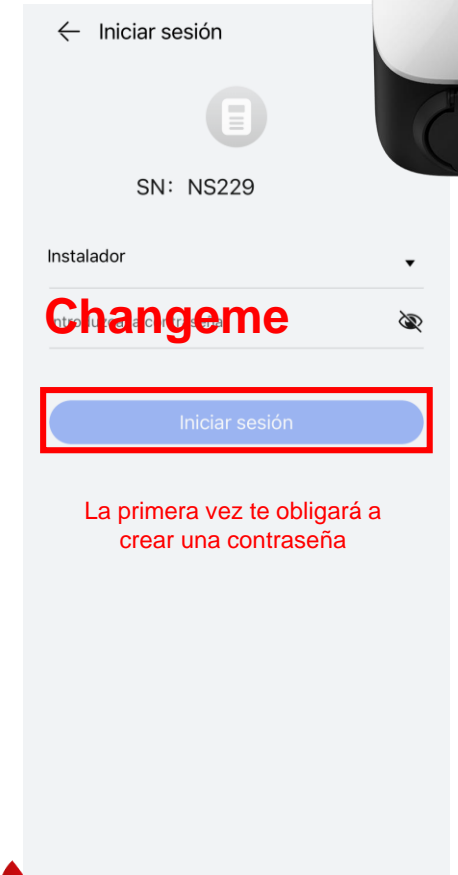 Iniciar sesión
SN: NS229
Instalador
Changeme
Iniciar sesión
La primera vez te obligará a
crear una contraseña